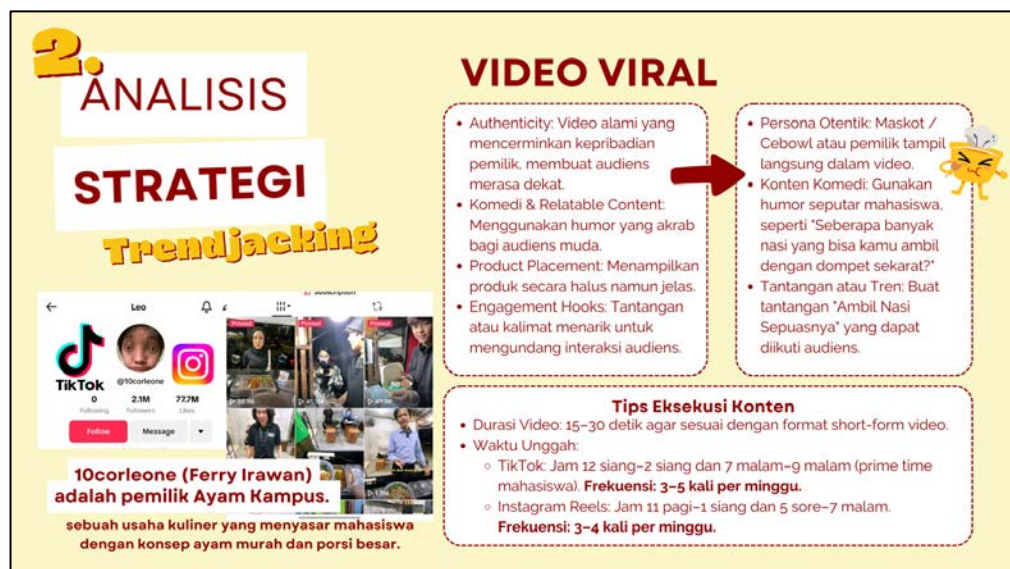 2.
ANALISIS
STRATEGI
Trendjacking
Leo
TikTok
@10corleone
0
2.1M
77.7M
Following
Followers
Likes
Follow
Message
Pinned
Pinned
Pinned
10corleone (Ferry Irawan)
adalah pemilik Ayam Kampus.
sebuah usaha kuliner yang menyasar mahasiswa
dengan konsep ayam murah dan porsi besar.
VIDEO VIRAL
• Authenticity: Video alami yang
mencerminkan kepribadian
pemilik, membuat audiens
merasa dekat.
• Komedi & Relatable Content:
Menggunakan humor yang akrab
bagi audiens muda.
• Product Placement: Menampilkan
produk secara halus namun jelas.
• Engagement Hooks: Tantangan
atau kalimat menarik untuk
mengundang interaksi audiens.
• Persona Otentik: Maskot /
Cebowl atau pemilik tampil
langsung dalam video.
• Konten Komedi: Gunakan
humor seputar mahasiswa,
seperti "Seberapa banyak
nasi yang bisa kamu ambil
dengan dompet sekarat?"
• Tantangan atau Tren: Buat
tantangan "Ambil Nasi
Sepuasnya" yang dapat
diikuti audiens.
Tips Eksekusi Konten
• Durasi Video: 15–30 detik agar sesuai dengan format short-form video.
• Waktu Unggah:
○ TikTok: Jam 12 siang–2 siang dan 7 malam–9 malam (prime time
mahasiswa). Frekuensi: 3–5 kali per minggu.
○ Instagram Reels: Jam 11 pagi–1 siang dan 5 sore–7 malam.
Frekuensi: 3–4 kali per minggu.